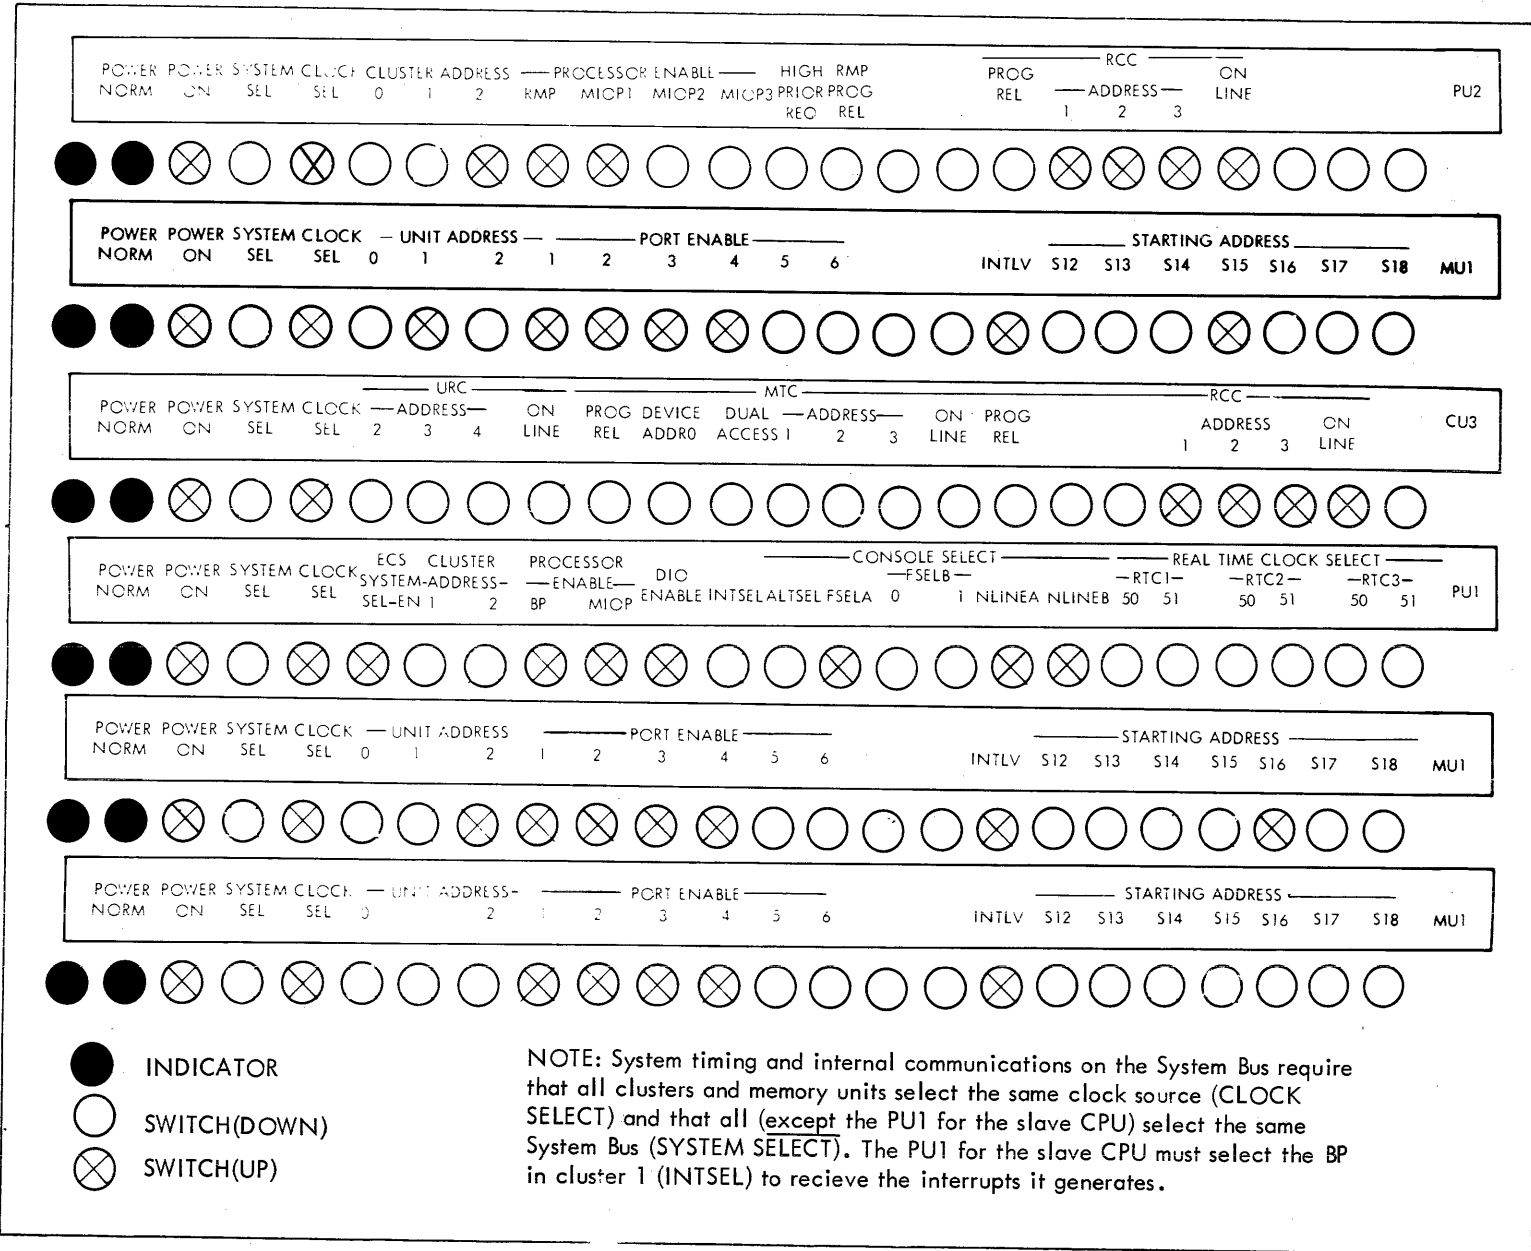 RCC
POWER POWER SYSTEM CLOCK CLUSTER ADDRESS PROCESSOR ENABLE HIGH RMP PROG ON
NORM ON SEL SEL 0 1 2 RMP MICP1 MICP2 MICP3 PRIOR PROG REL ADDRESS LINE PU2
REQ REL 1 2 3
POWER POWER SYSTEM CLOCK — UNIT ADDRESS — PORT ENABLE STARTING ADDRESS
NORM ON SEL SEL 0 1 2 1 2 3 4 5 6 INTLV S12 S13 S14 S15 S16 S17 S18 MU1
URC MTC RCC
POWER POWER SYSTEM CLOCK —ADDRESS— ON PROG DEVICE DUAL —ADDRESS— ON PROG ADDRESS ON CU3
NORM ON SEL SEL 2 3 4 LINE REL ADDR0 ACCESS 1 2 3 LINE REL 1 2 3 LINE
ECS CLUSTER PROCESSOR CONSOLE SELECT REAL TIME CLOCK SELECT
POWER POWER SYSTEM CLOCK SYSTEM-ADDRESS- —ENABLE— DIO —FSELB— —RTC1— —RTC2— —RTC3—
NORM ON SEL SEL SEL-EN 1 2 BP MICP ENABLE INTSEL ALTSEL FSELA 0 1 NLINEA NLINEB 50 51 50 51 50 51 PU1
POWER POWER SYSTEM CLOCK — UNIT ADDRESS PORT ENABLE STARTING ADDRESS
NORM ON SEL SEL 0 1 2 1 2 3 4 5 6 INTLV S12 S13 S14 S15 S16 S17 S18 MU1
POWER POWER SYSTEM CLOCK — UNIT ADDRESS- PORT ENABLE STARTING ADDRESS
NORM ON SEL SEL 0 2 1 2 3 4 5 6 INTLV S12 S13 S14 S15 S16 S17 S18 MU1
INDICATOR
SWITCH(DOWN)
SWITCH(UP)
NOTE: System timing and internal communications on the System Bus require
that all clusters and memory units select the same clock source (CLOCK
SELECT) and that all (except the PU1 for the slave CPU) select the same
System Bus (SYSTEM SELECT). The PU1 for the slave CPU must select the BP
in cluster 1 (INTSEL) to recieve the interrupts it generates.